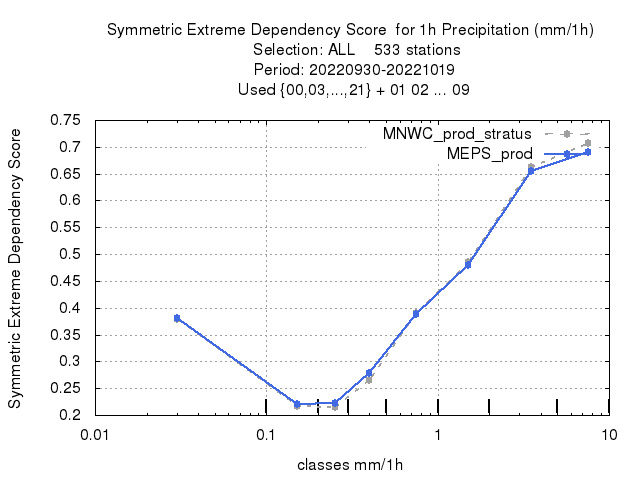 Symmetric Extreme Dependency Score  for 1h Precipitation (mm/1h)
Selection: ALL    533 stations
Period: 20220930-20221019
Used {00,03,...,21} + 01 02 ... 09
Symmetric Extreme Dependency Score
0.75
0.7
0.65
0.6
0.55
0.5
0.45
0.4
0.35
0.3
0.25
0.2
MNWC_prod_stratus
MEPS_prod
0.01 0.1 1 10
classes mm/1h